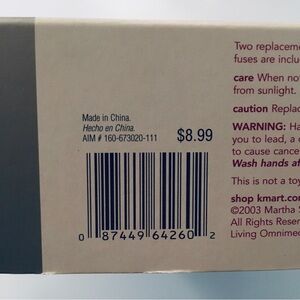 Made in China.
Hecho en China.
AIM # 160-673020-111
$8.99
0 87449 64260 2
Two replaceme
fuses are inclu
care When no
from sunlight.
caution Replac
WARNING: Ha
you to lead, a
to cause cance
Wash hands af
This is not a toy
shop kmart.co
©2003 Martha S
All Rights Rese
Living Omnime